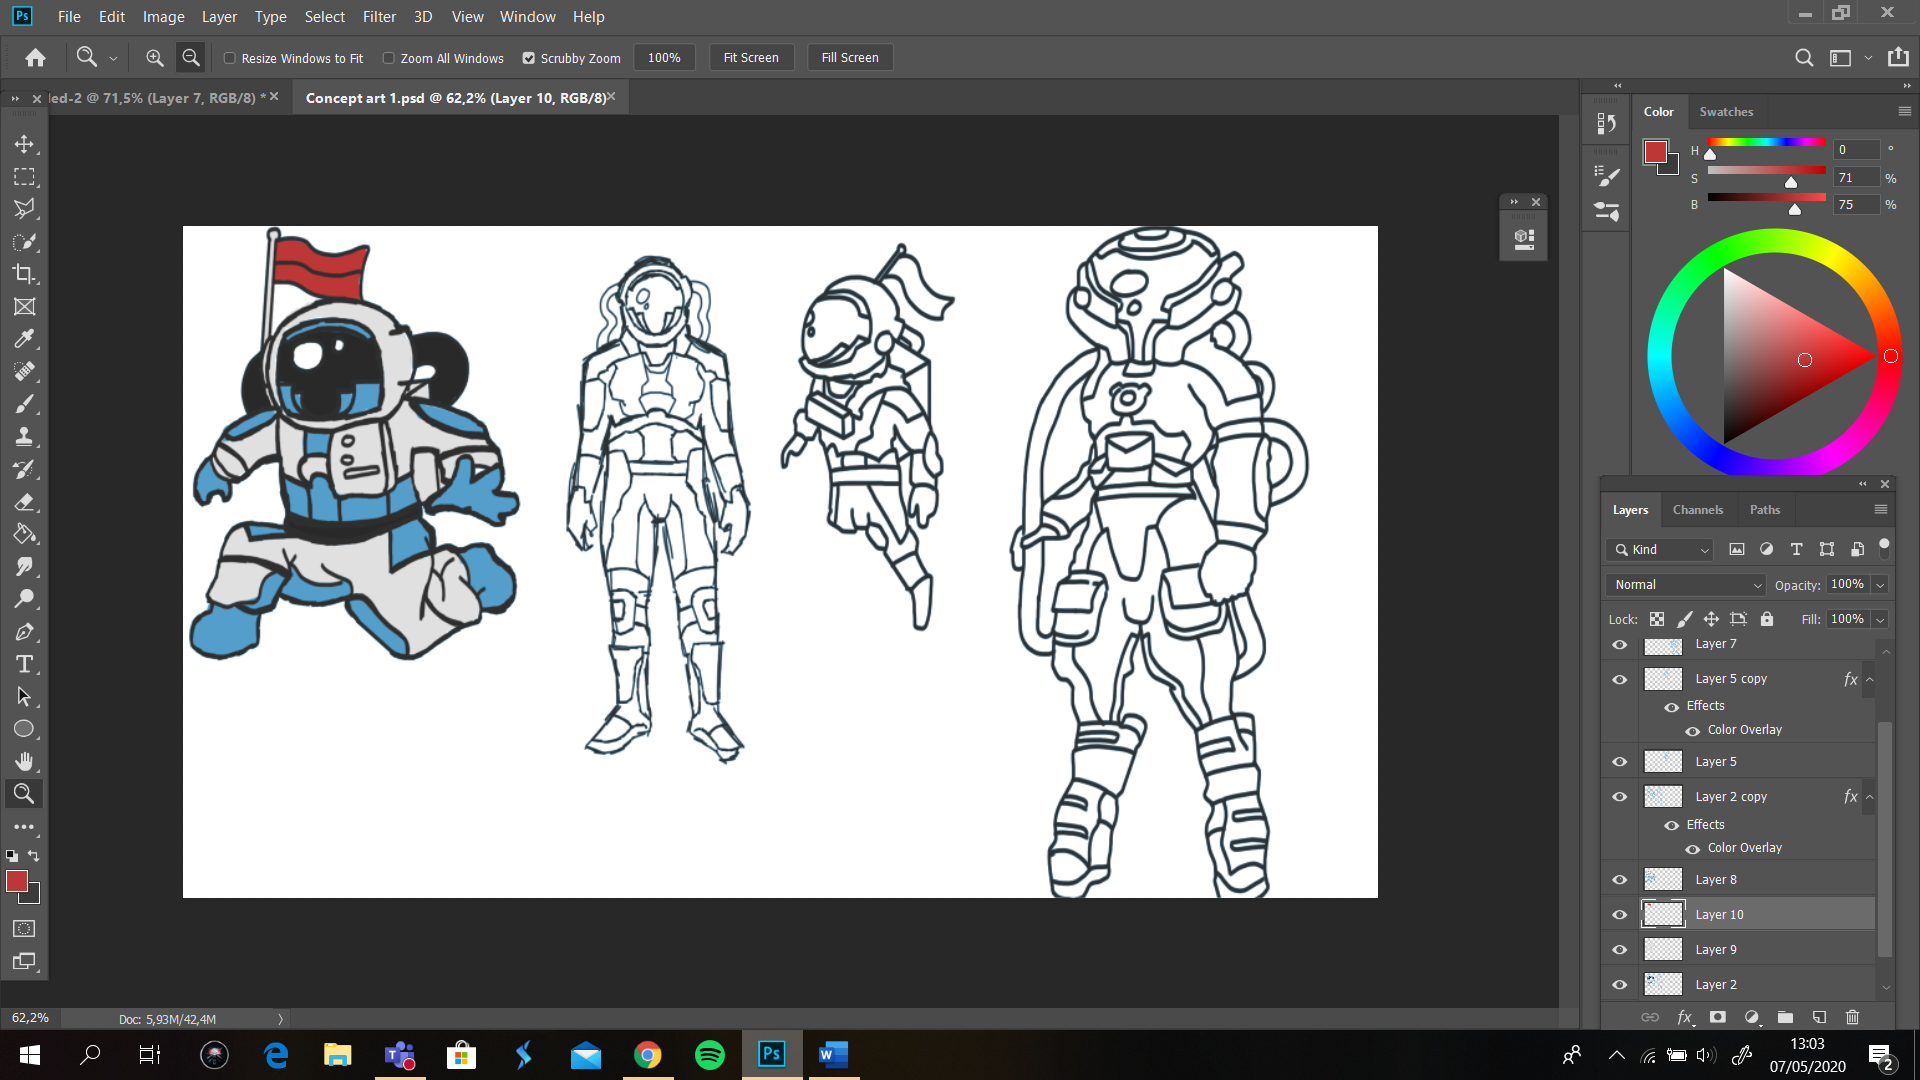 Ps File Edit Image Layer Type Select Filter 3D View Window Help
Resize Windows to Fit Zoom All Windows Scrubby Zoom 100% Fit Screen Fill Screen
led-2 @ 71,5% (Layer 7, RGB/8) * Concept art 1.psd @ 62,2% (Layer 10, RGB/8)
Color Swatches
H 0 °
S 71 %
B 75 %
Layers Channels Paths
Kind
Normal Opacity: 100%
Lock: Fill: 100%
Layer 7
Layer 5 copy fx
Effects
Color Overlay
Layer 5
Layer 2 copy fx
Effects
Color Overlay
Layer 8
Layer 10
Layer 9
Layer 2
fx
62,2% Doc: 5,93M/42,4M
Ps W
13:03
07/05/2020
2